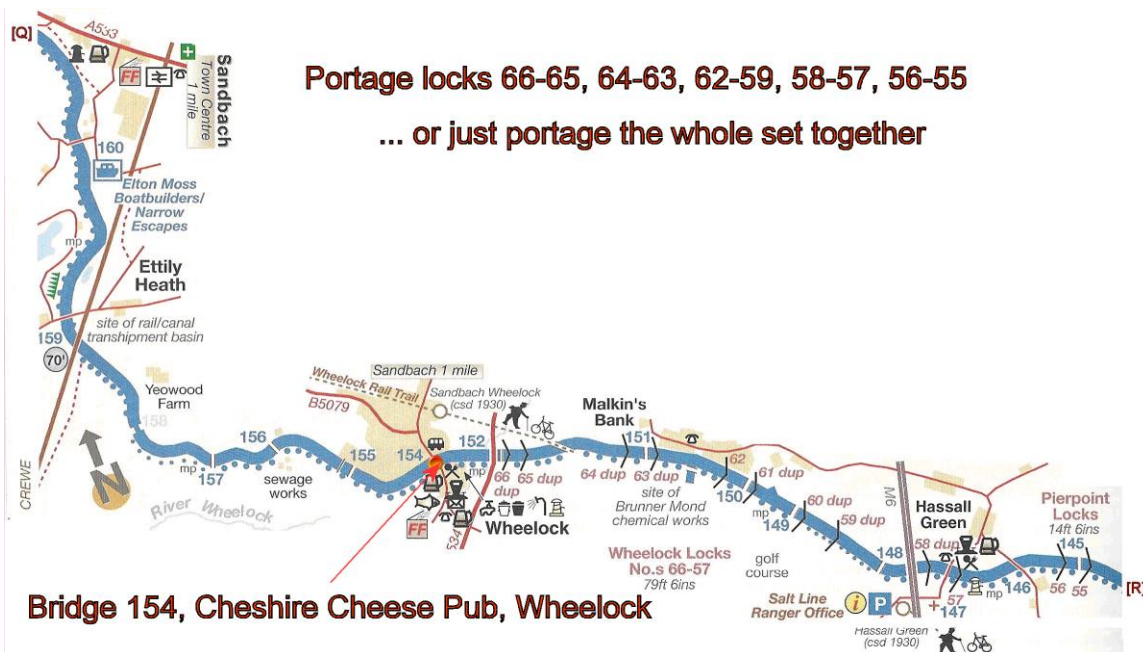 [Q]
A533
Sandbach
Town Centre
1 mile
FF
Portage locks 66-65, 64-63, 62-59, 58-57, 56-55
... or just portage the whole set together
160
Elton Moss
Boatbuilders/
Narrow
Escapes
mp
Ettily
Heath
site of rail/canal
transhipment basin
159
70'
CREWE
N
Yeowood
Farm
158
mp
157
156
sewage
works
155
River Wheelock
Wheelock Rail Trail
B5079
Sandbach 1 mile
Sandbach Wheelock
(csd 1930)
154
152
mp
66
dup
65 dup
FF
Wheelock
534
Malkin's
Bank
151
64 dup
63 dup
site of
Brunner Mond
chemical works
62
150
61 dup
mp
149
60 dup
59 dup
Wheelock Locks
No.s 66-57
79ft 6ins
golf
course
M6
148
Hassall
Green
58 dup
57
147
mp
146
Pierpoint
Locks
14ft 6ins
145
56
55
[R]
Salt Line
Ranger Office
i
P
Hassall Green
(csd 1930)
Bridge 154, Cheshire Cheese Pub, Wheelock